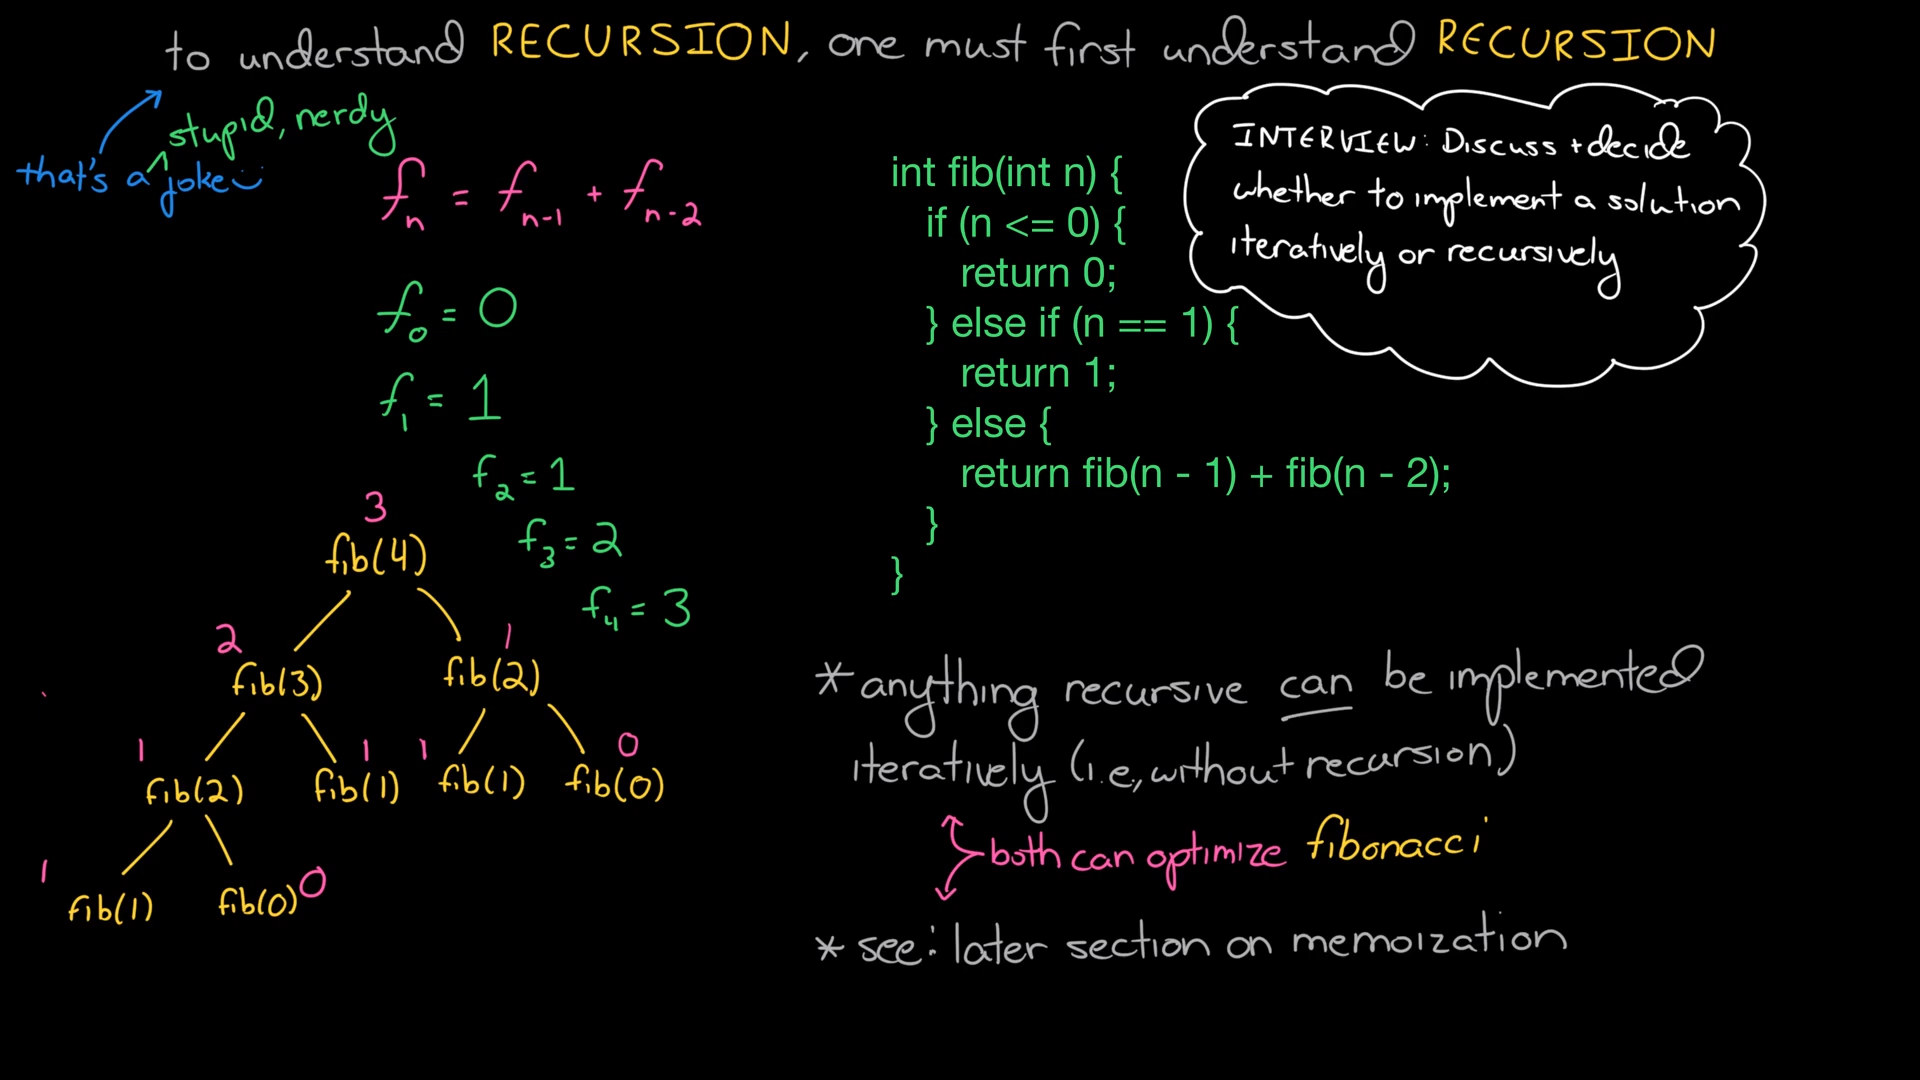 to understand RECURSION, one must first understand RECURSION
stupid, nerdy
that's a ^ joke
fn = fn-1 + fn-2
f0 = 0
f1 = 1
f2 = 1
f3 = 2
f4 = 3
3
fib(4)
2 1
fib(3) fib(2)
1 1 1 0
fib(2) fib(1) fib(1) fib(0)
1 0
fib(1) fib(0)
int fib(int n) {
if (n <= 0) {
return 0;
} else if (n == 1) {
return 1;
} else {
return fib(n - 1) + fib(n - 2);
}
}
INTERVIEW: Discuss + decide
whether to implement a solution
iteratively or recursively
* anything recursive can be implemented
iteratively (i.e., without recursion)
both can optimize fibonacci
* see: later section on memoization